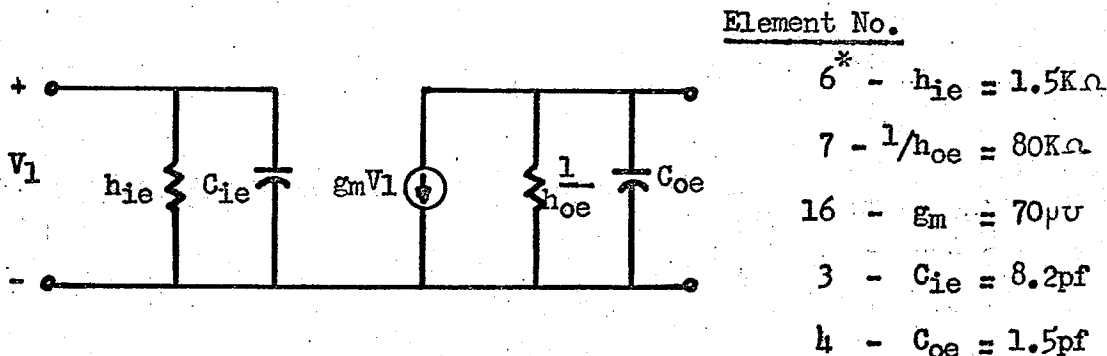 Element No.
6* - hie = 1.5KΩ
7 - 1/hoe = 80KΩ
16 - gm = 70μ℧
3 - Cie = 8.2pf
4 - Coe = 1.5pf
+
V1
-
hie
Cie
gmV1
1/hoe
Coe